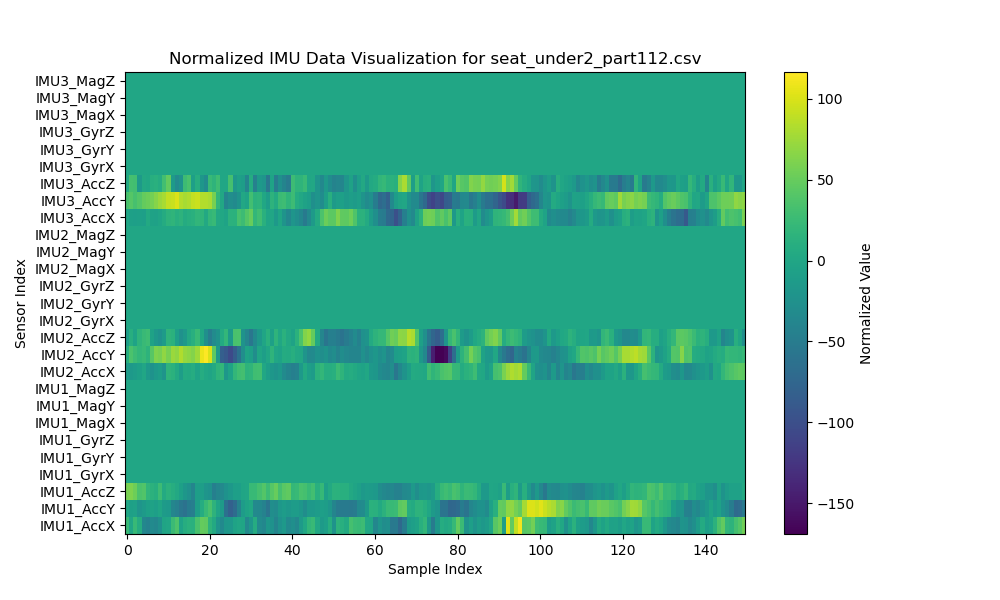 Normalized IMU Data Visualization for seat_under2_part112.csv
IMU3_MagZ
IMU3_MagY
IMU3_MagX
IMU3_GyrZ
IMU3_GyrY
IMU3_GyrX
IMU3_AccZ
IMU3_AccY
IMU3_AccX
IMU2_MagZ
IMU2_MagY
IMU2_MagX
IMU2_GyrZ
IMU2_GyrY
IMU2_GyrX
IMU2_AccZ
IMU2_AccY
IMU2_AccX
IMU1_MagZ
IMU1_MagY
IMU1_MagX
IMU1_GyrZ
IMU1_GyrY
IMU1_GyrX
IMU1_AccZ
IMU1_AccY
IMU1_AccX
Sensor Index
0 20 40 60 80 100 120 140
Sample Index
100
50
0
−50
−100
−150
Normalized Value